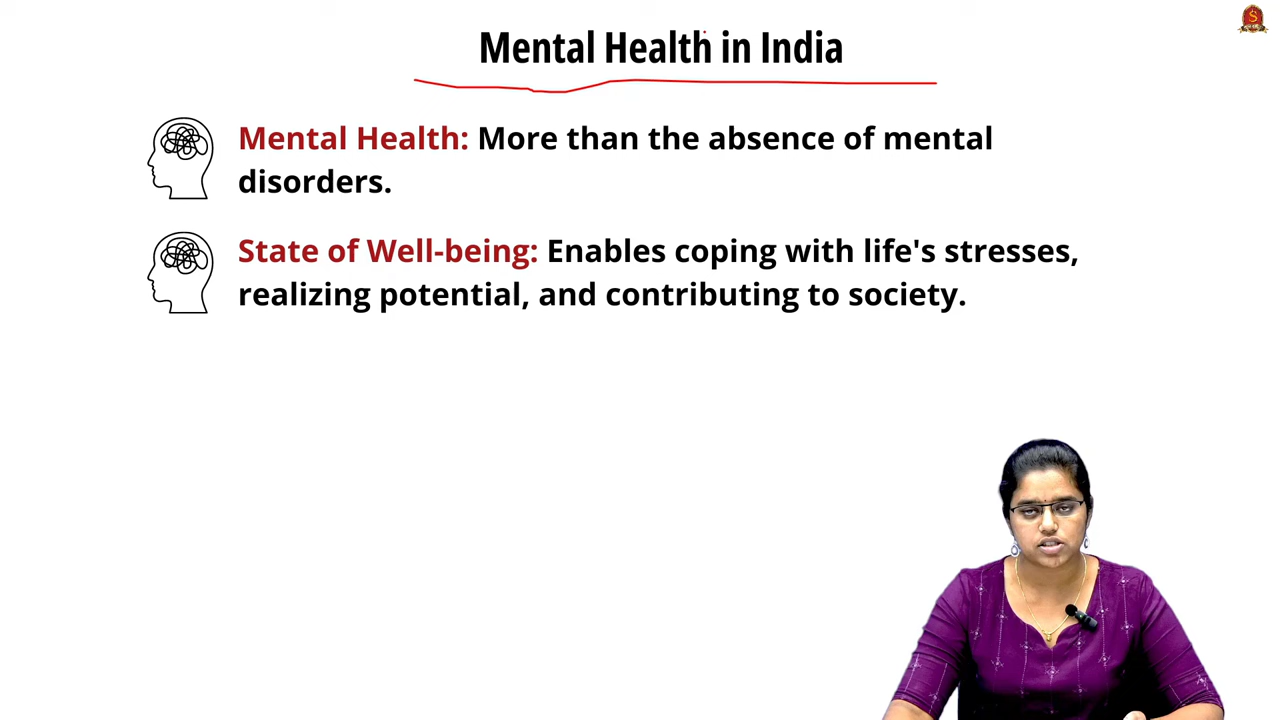 Mental Health in India
Mental Health: More than the absence of mental
disorders.
State of Well-being: Enables coping with life's stresses,
realizing potential, and contributing to society.